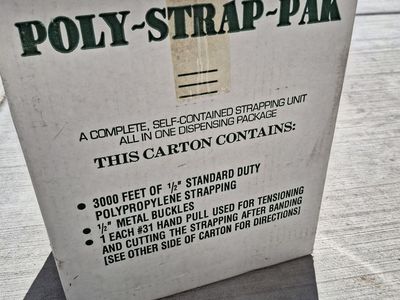 POLY-STRAP-PAK
A COMPLETE, SELF-CONTAINED STRAPPING UNIT
ALL IN ONE DISPENSING PACKAGE
THIS CARTON CONTAINS:
• 3000 FEET OF ½" STANDARD DUTY
POLYPROPYLENE STRAPPING
• ½" METAL BUCKLES
• 1 EACH #31 HAND PULL USED FOR TENSIONING
AND CUTTING THE STRAPPING AFTER BANDING
[SEE OTHER SIDE OF CARTON FOR DIRECTIONS]